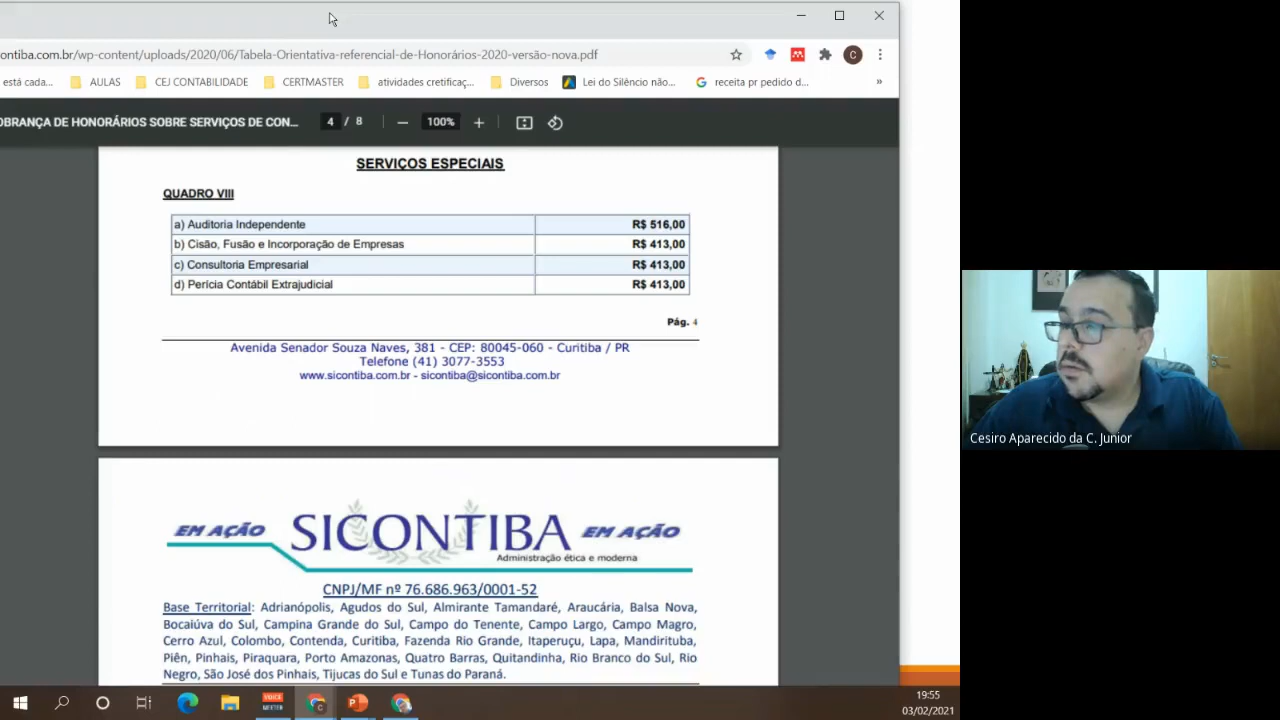 contiba.com.br/wp-content/uploads/2020/06/Tabela-Orientativa-referencial-de-Honorários-2020-versão-nova.pdf
está cada... AULAS CEJ CONTABILIDADE CERTMASTER atividades cretificaç... Diversos Lei do Silêncio não... receita pr pedido d... »
OBRANÇA DE HONORÁRIOS SOBRE SERVIÇOS DE CON... 4 / 8 100%
SERVIÇOS ESPECIAIS
QUADRO VIII
a) Auditoria Independente R$ 516,00
b) Cisão, Fusão e Incorporação de Empresas R$ 413,00
c) Consultoria Empresarial R$ 413,00
d) Perícia Contábil Extrajudicial R$ 413,00
Pág. 4
Avenida Senador Souza Naves, 381 - CEP: 80045-060 - Curitiba / PR
Telefone (41) 3077-3553
www.sicontiba.com.br - sicontiba@sicontiba.com.br
EM AÇÃO SICONTIBA EM AÇÃO
Administração ética e moderna
CNPJ/MF nº 76.686.963/0001-52
Base Territorial: Adrianópolis, Agudos do Sul, Almirante Tamandaré, Araucária, Balsa Nova,
Bocaiúva do Sul, Campina Grande do Sul, Campo do Tenente, Campo Largo, Campo Magro,
Cerro Azul, Colombo, Contenda, Curitiba, Fazenda Rio Grande, Itaperuçu, Lapa, Mandirituba,
Piên, Pinhais, Piraquara, Porto Amazonas, Quatro Barras, Quitandinha, Rio Branco do Sul, Rio
Negro, São José dos Pinhais, Tijucas do Sul e Tunas do Paraná.
Cesiro Aparecido da C. Junior
19:55
03/02/2021